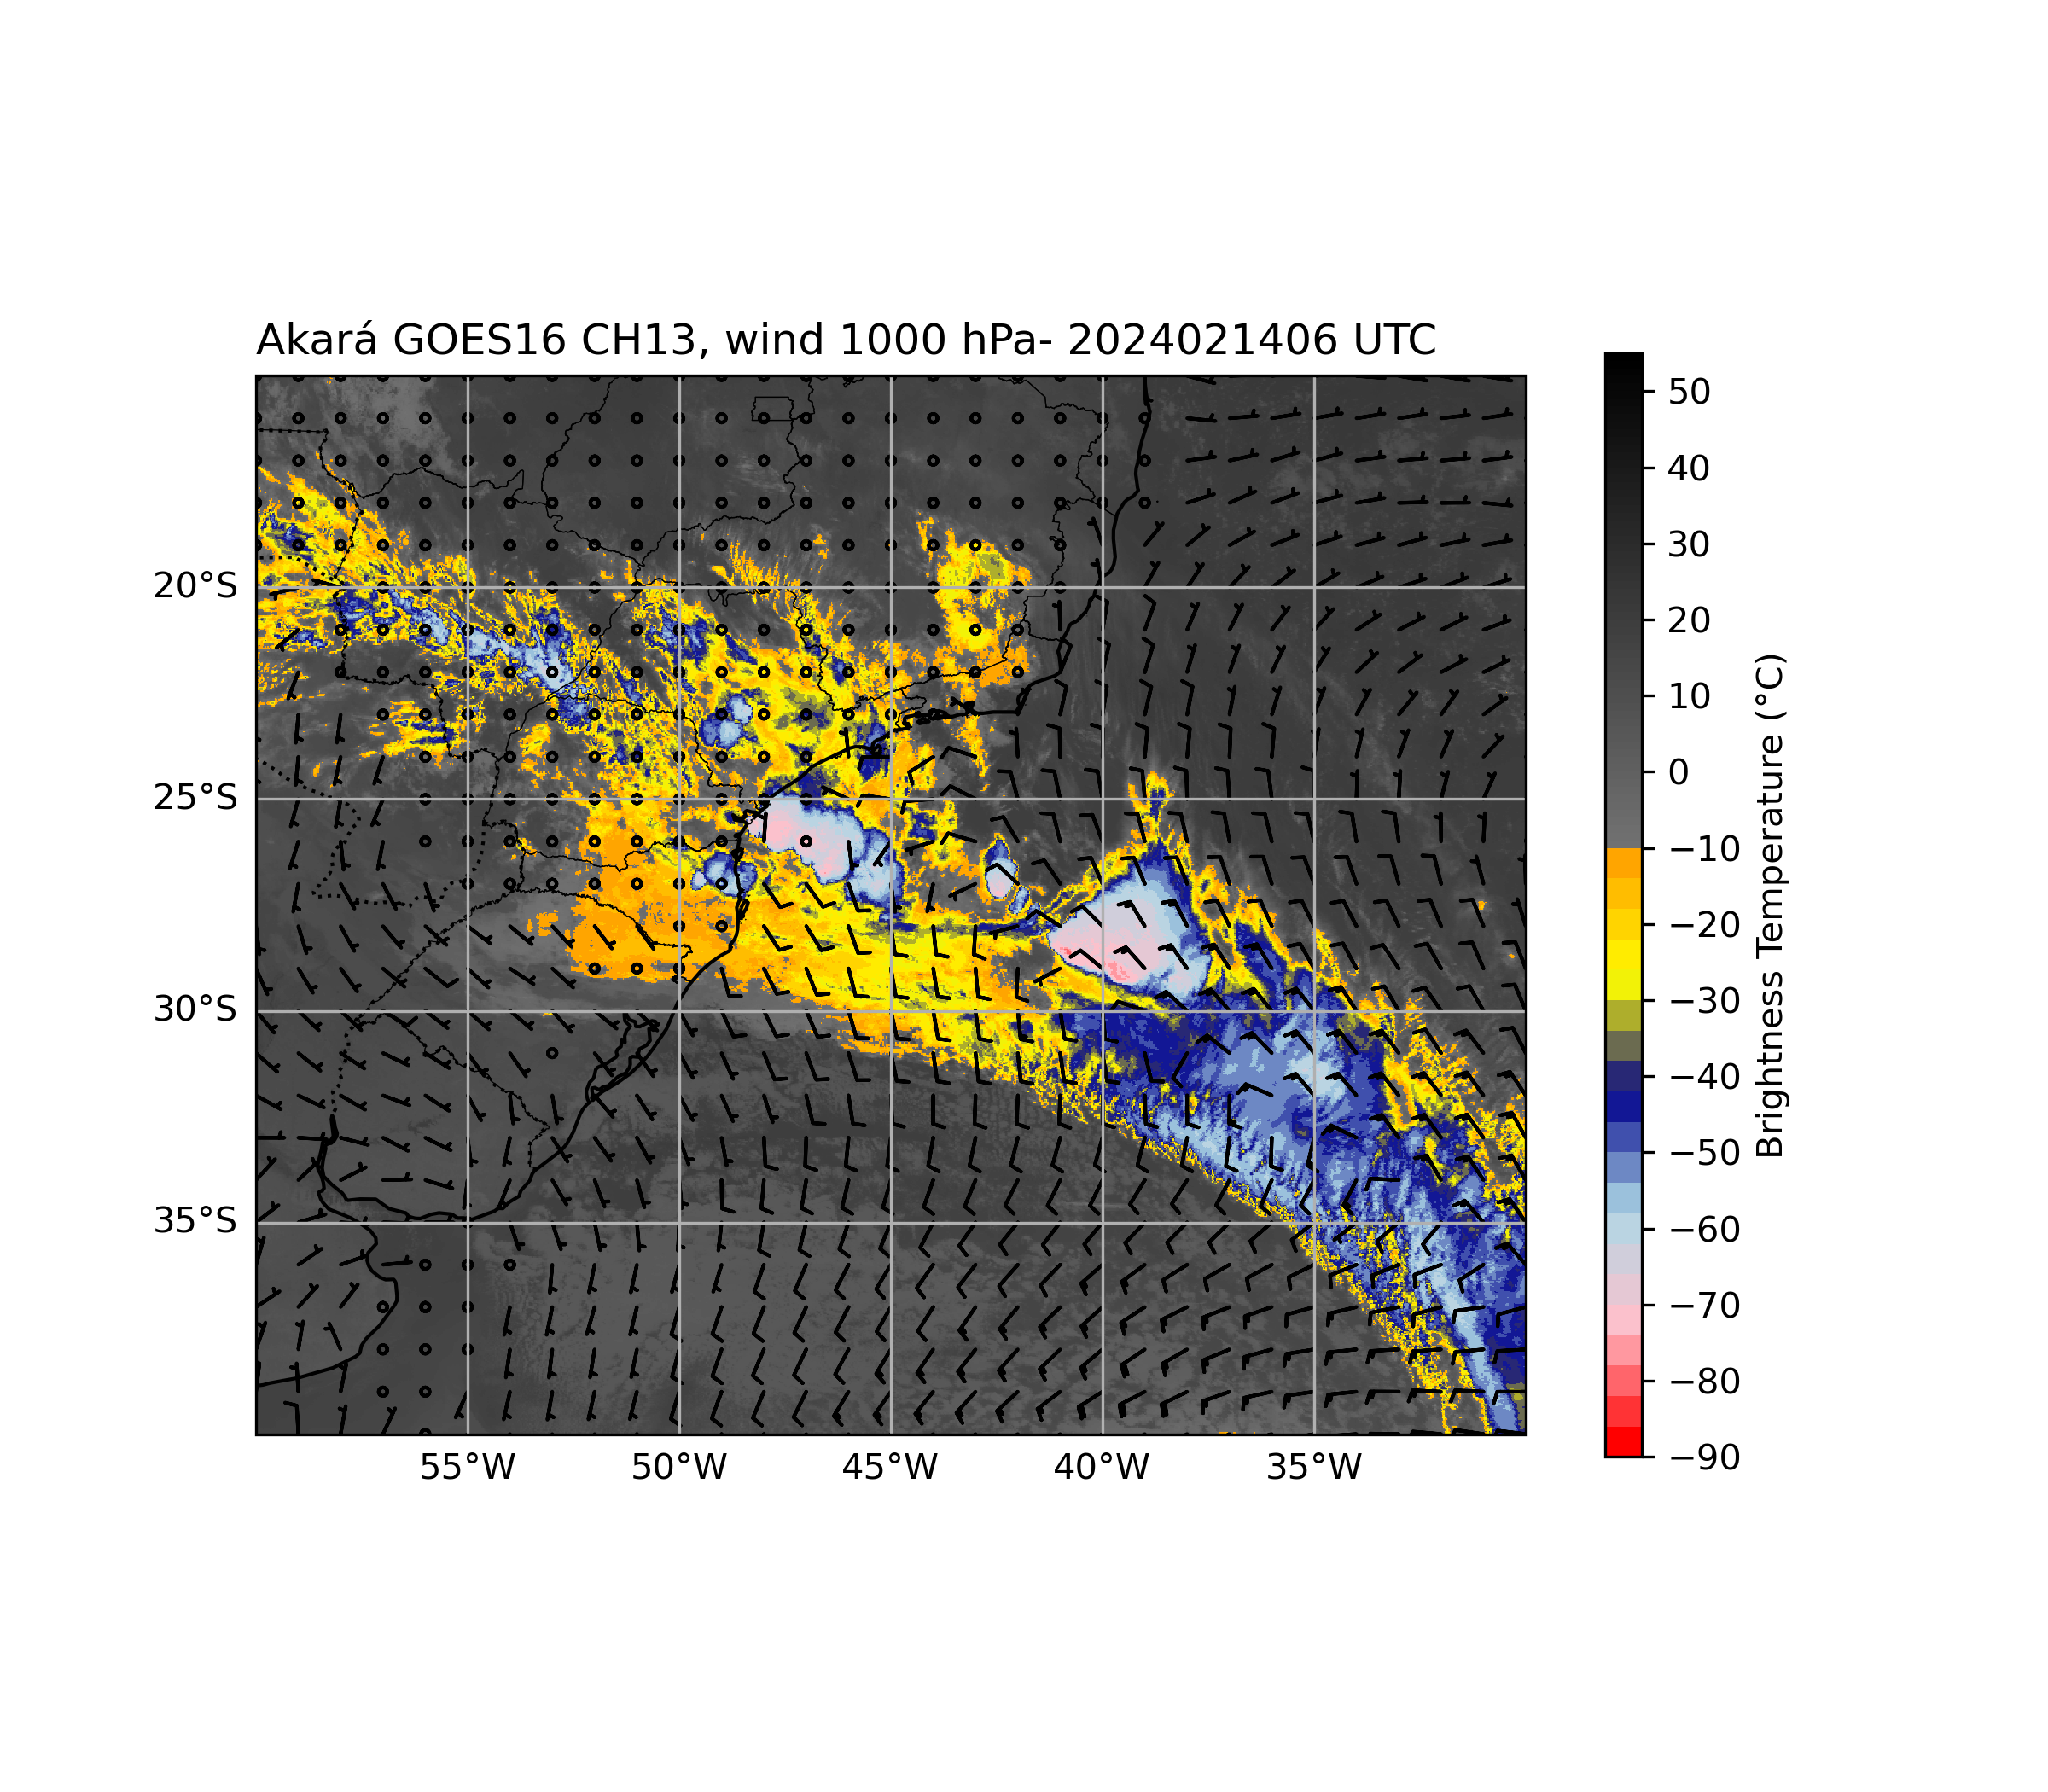 Akará GOES16 CH13, wind 1000 hPa- 2024021406 UTC
20°S
25°S
30°S
35°S
55°W
50°W
45°W
40°W
35°W
50
40
30
20
10
0
−10
−20
−30
−40
−50
−60
−70
−80
−90
Brightness Temperature (°C)